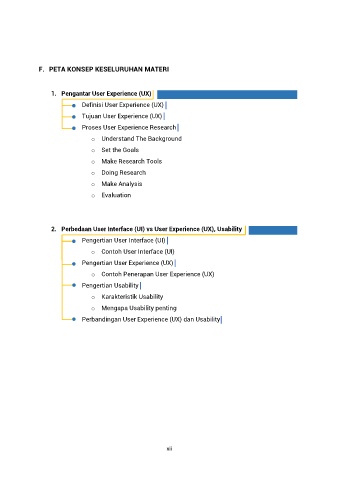 F. PETA KONSEP KESELURUHAN MATERI
1. Pengantar User Experience (UX)
Definisi User Experience (UX)
Tujuan User Experience (UX)
Proses User Experience Research
o Understand The Background
o Set the Goals
o Make Research Tools
o Doing Research
o Make Analysis
o Evaluation
2. Perbedaan User Interface (UI) vs User Experience (UX), Usability
Pengertian User Interface (UI)
o Contoh User Interface (UI)
Pengertian User Experience (UX)
o Contoh Penerapan User Experience (UX)
Pengertian Usability
o Karakteristik Usability
o Mengapa Usability penting
Perbandingan User Experience (UX) dan Usability
xii